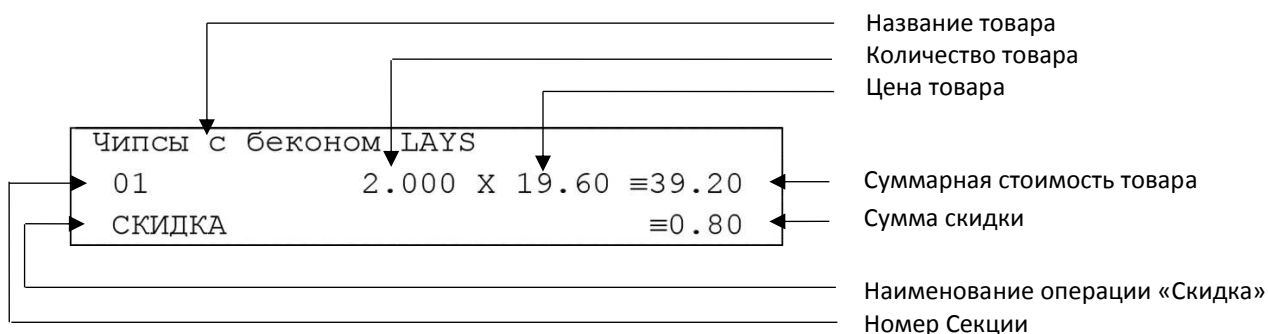 Название товара
Количество товара
Цена товара
Чипсы с беконом LAYS
01 2.000 X 19.60 ≡39.20
Суммарная стоимость товара
СКИДКА ≡0.80
Сумма скидки
Наименование операции «Скидка»
Номер Секции